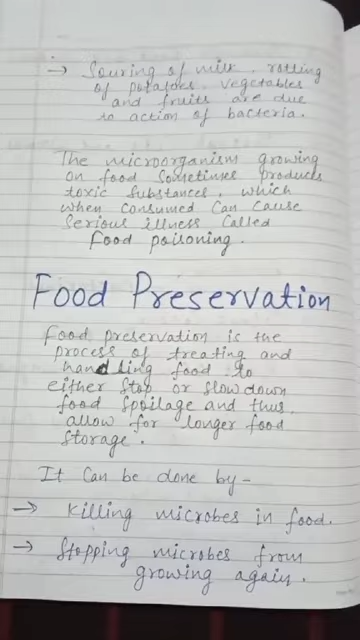 → Souring of milk, rotting
of potatoes, vegetables
and fruits are due
to action of bacteria.
The microorganism growing
on food sometimes produces
toxic substances, which
when consumed can cause
serious illness called
food poisoning.
Food Preservation
Food preservation is the
process of treating and
handling food to
either stop or slow down
food spoilage and thus,
allow for longer food
storage.
It can be done by-
→ Killing microbes in food.
→ Stopping microbes from
growing again.